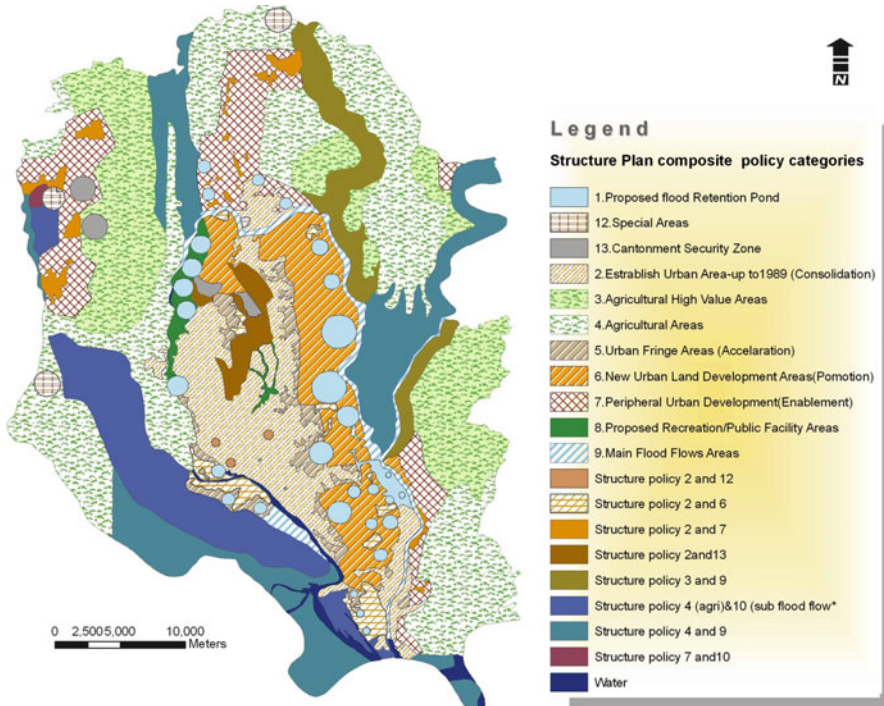 N
Legend
Structure Plan composite policy categories
1.Proposed flood Retention Pond
12.Special Areas
13.Cantonment Security Zone
2.Establish Urban Area-up to1989 (Consolidation)
3.Agricultural High Value Areas
4.Agricultural Areas
5.Urban Fringe Areas (Accelaration)
6.New Urban Land Development Areas(Pomotion)
7.Peripheral Urban Development(Enablement)
8.Proposed Recreation/Public Facility Areas
9.Main Flood Flows Areas
Structure policy 2 and 12
Structure policy 2 and 6
Structure policy 2 and 7
Structure policy 2and13
Structure policy 3 and 9
Structure policy 4 (agri)&10 (sub flood flow*
Structure policy 4 and 9
Structure policy 7 and10
Water
0 2,5005,000 10,000
Meters